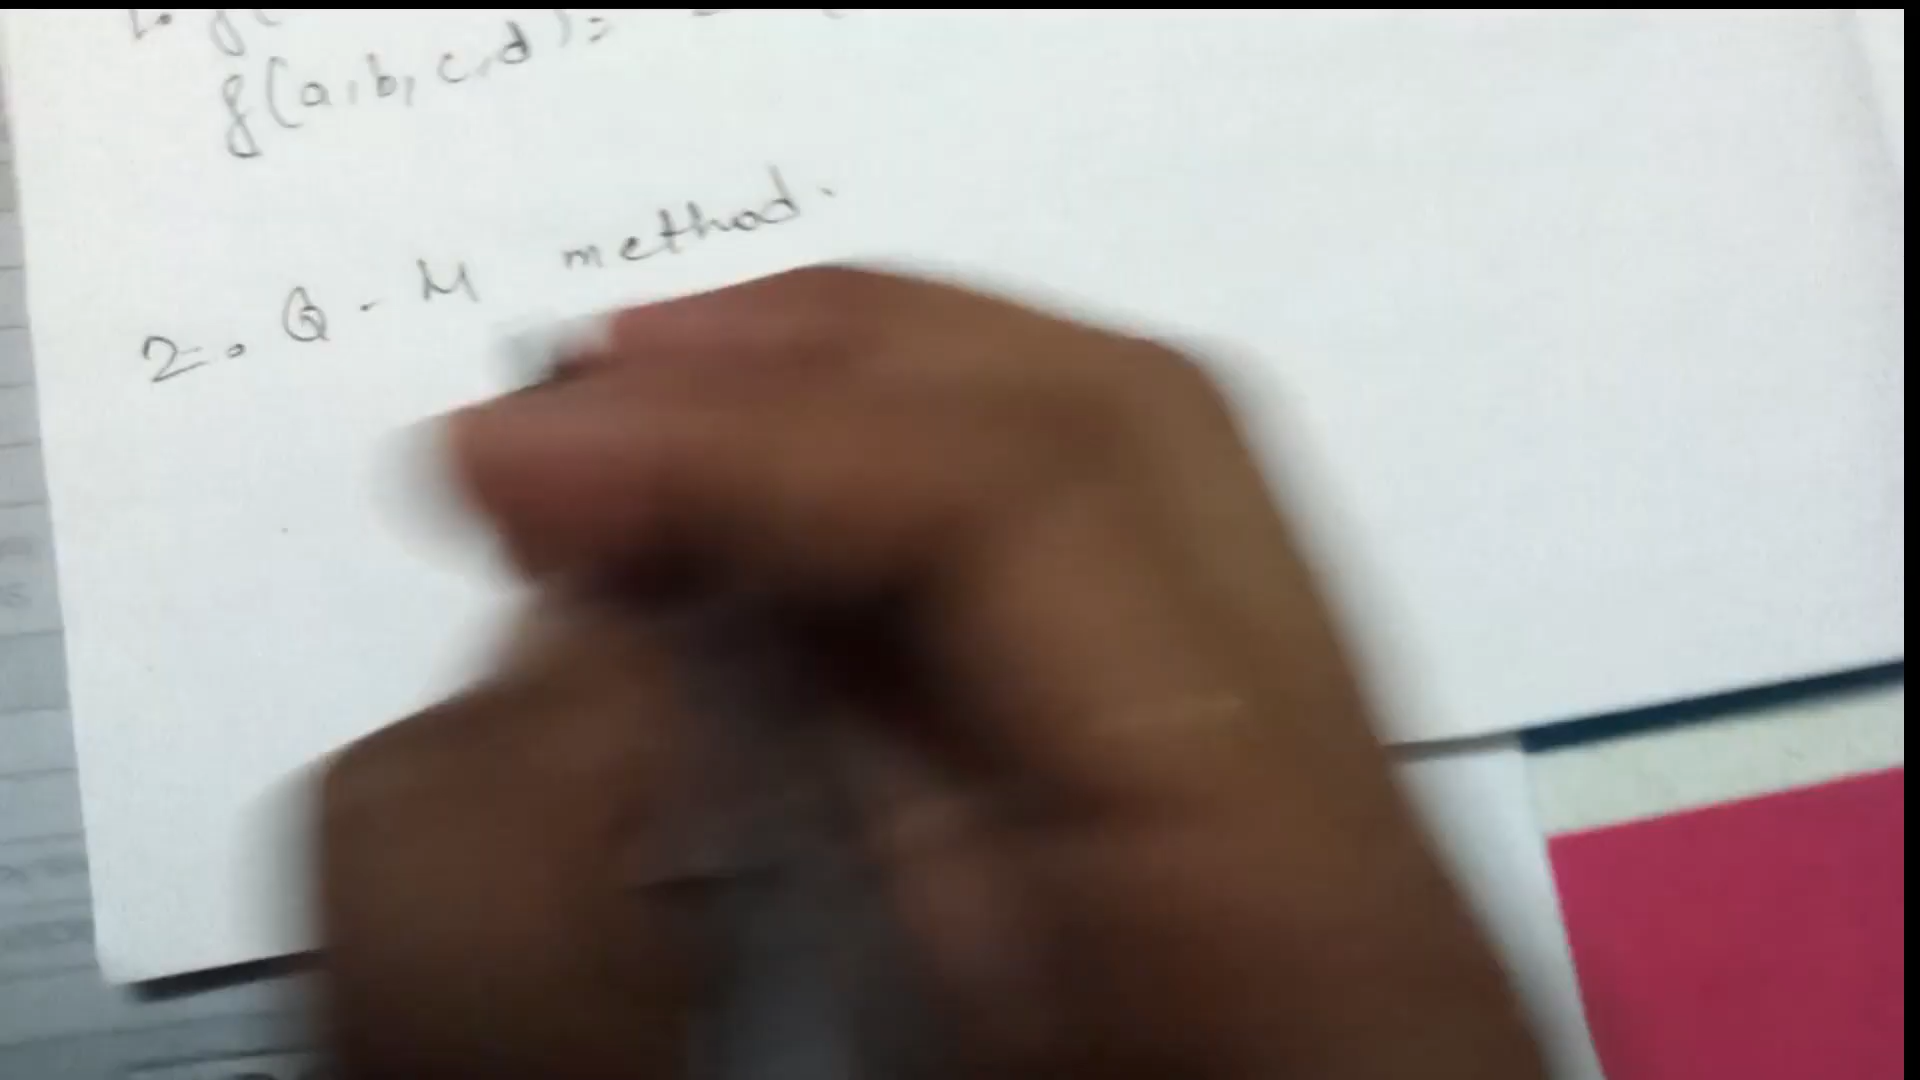 f(a,b,c,d) =
2. Q - M method.